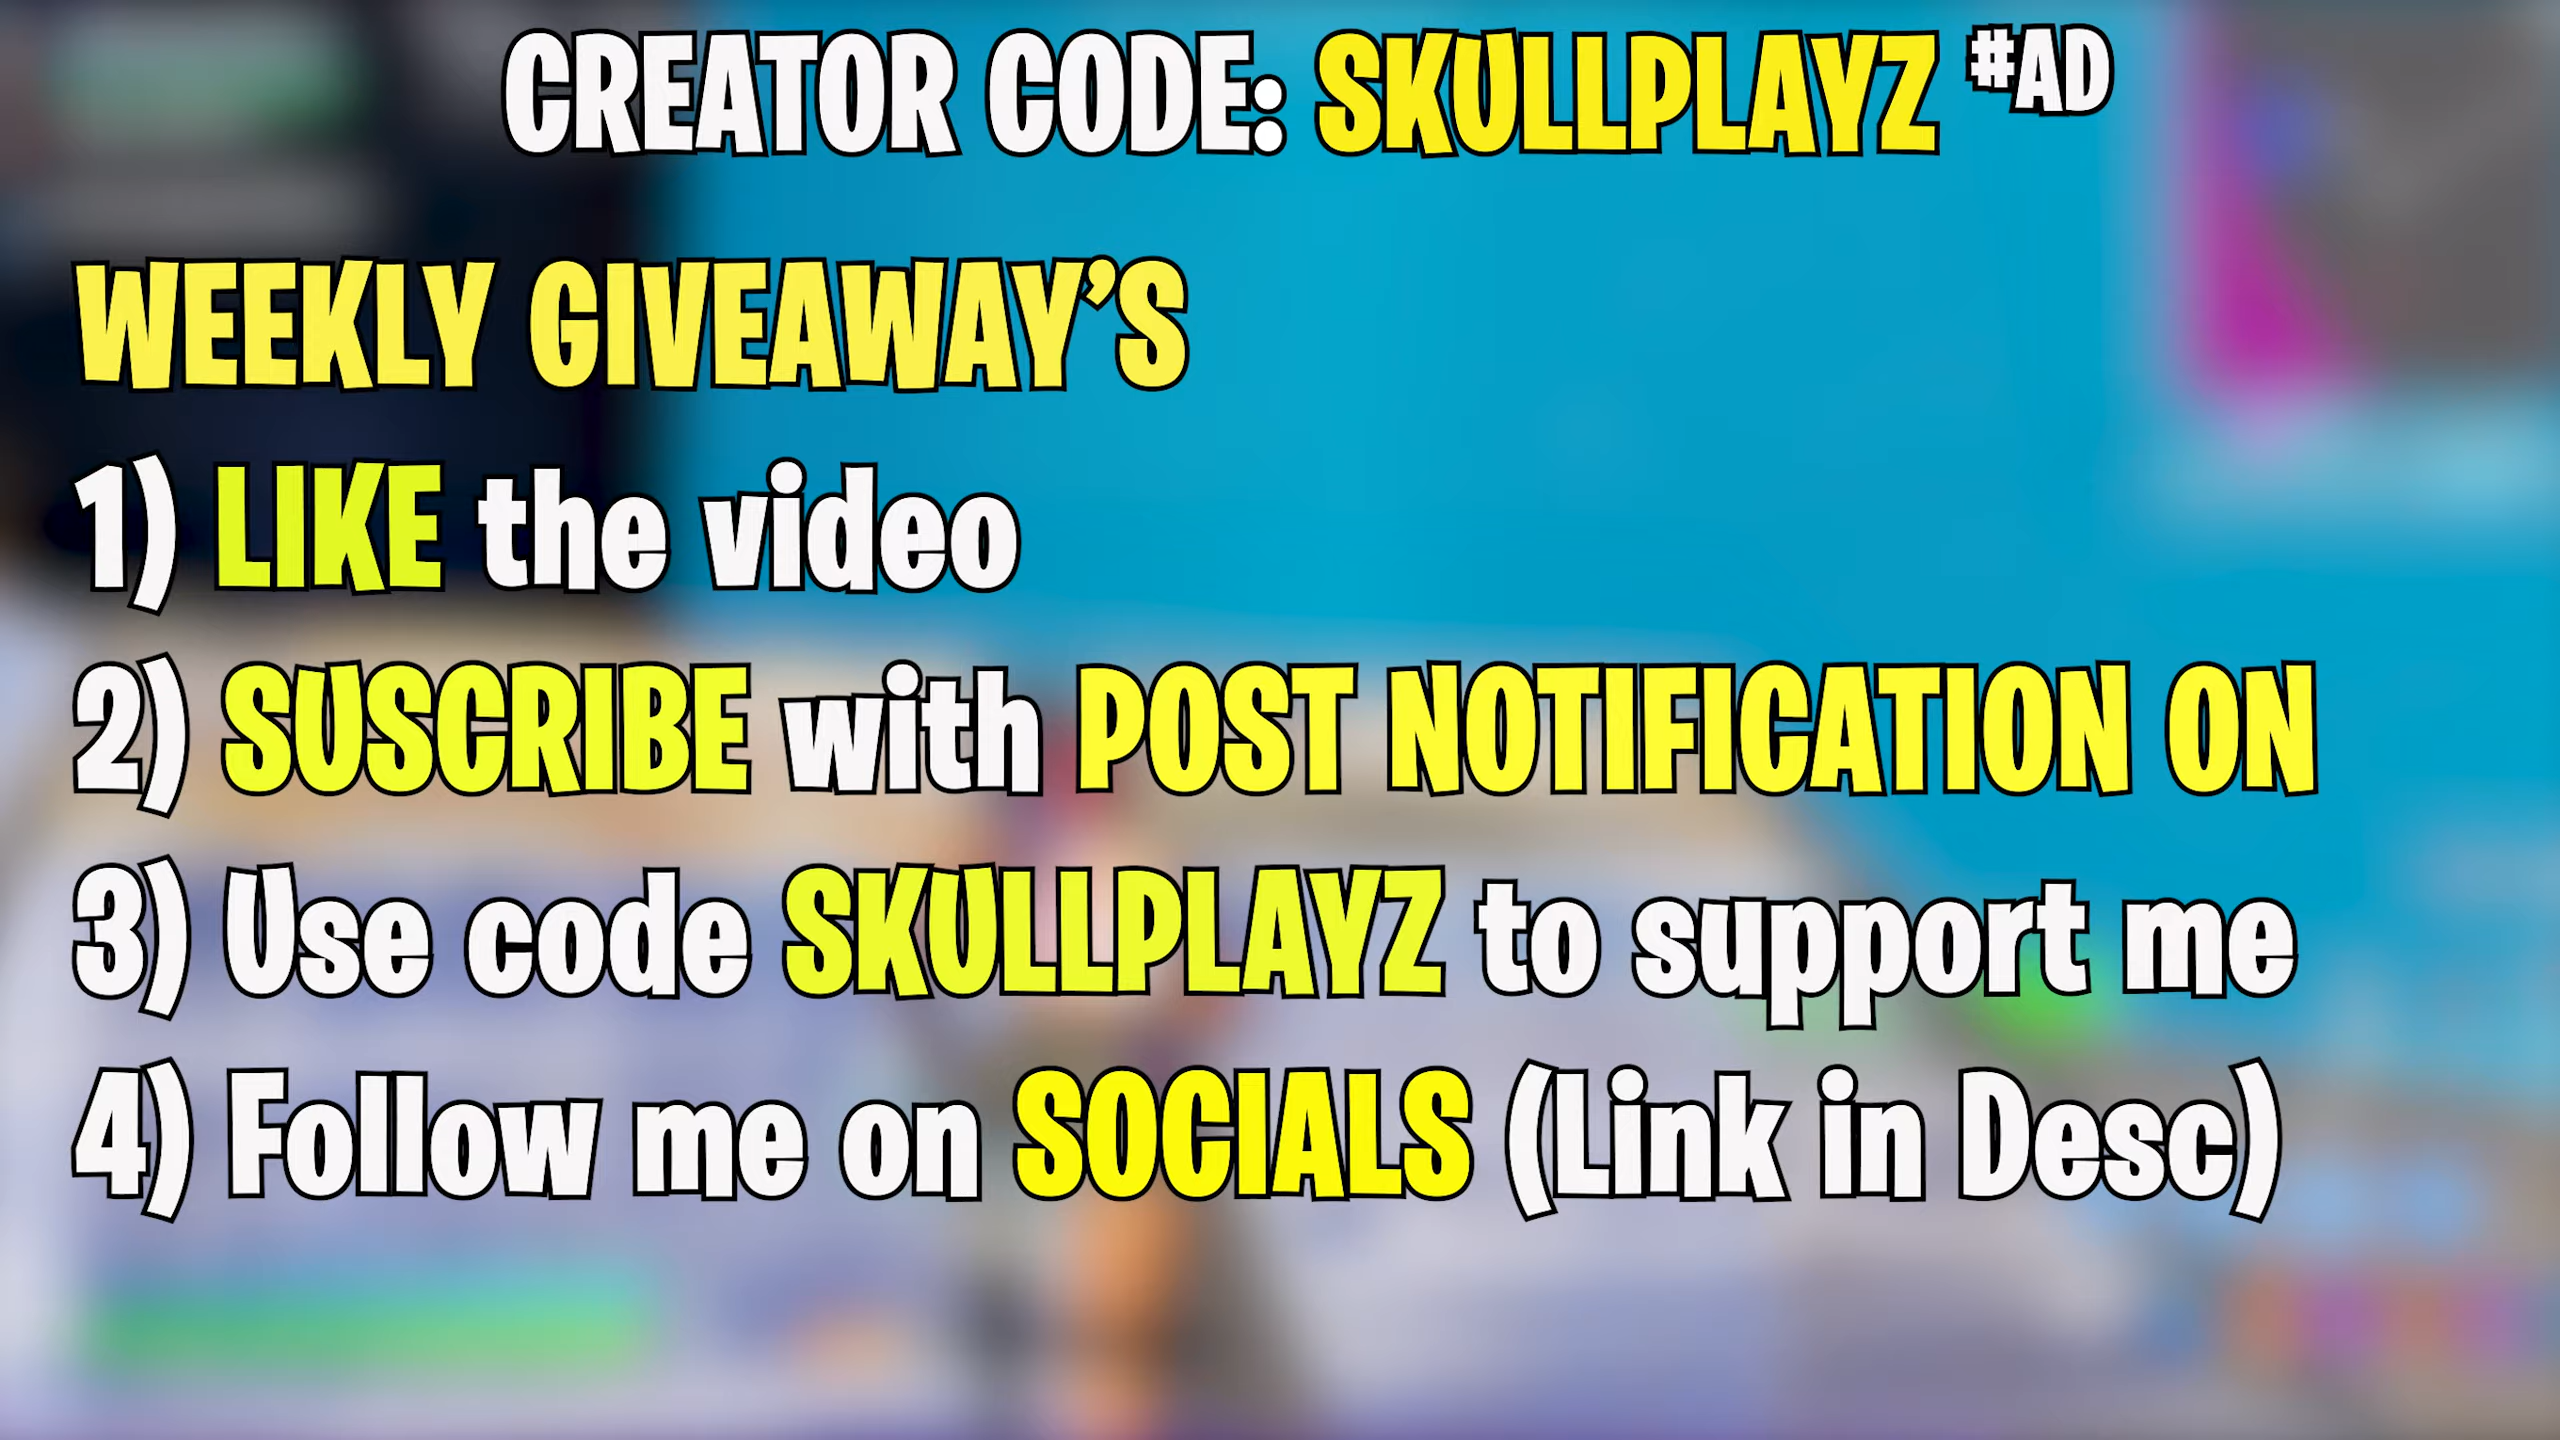 CREATOR CODE: SKULLPLAYZ #AD
WEEKLY GIVEAWAY’S
1) LIKE the video
2) SUSCRIBE with POST NOTIFICATION ON
3) Use code SKULLPLAYZ to support me
4) Follow me on SOCIALS (Link in Desc)